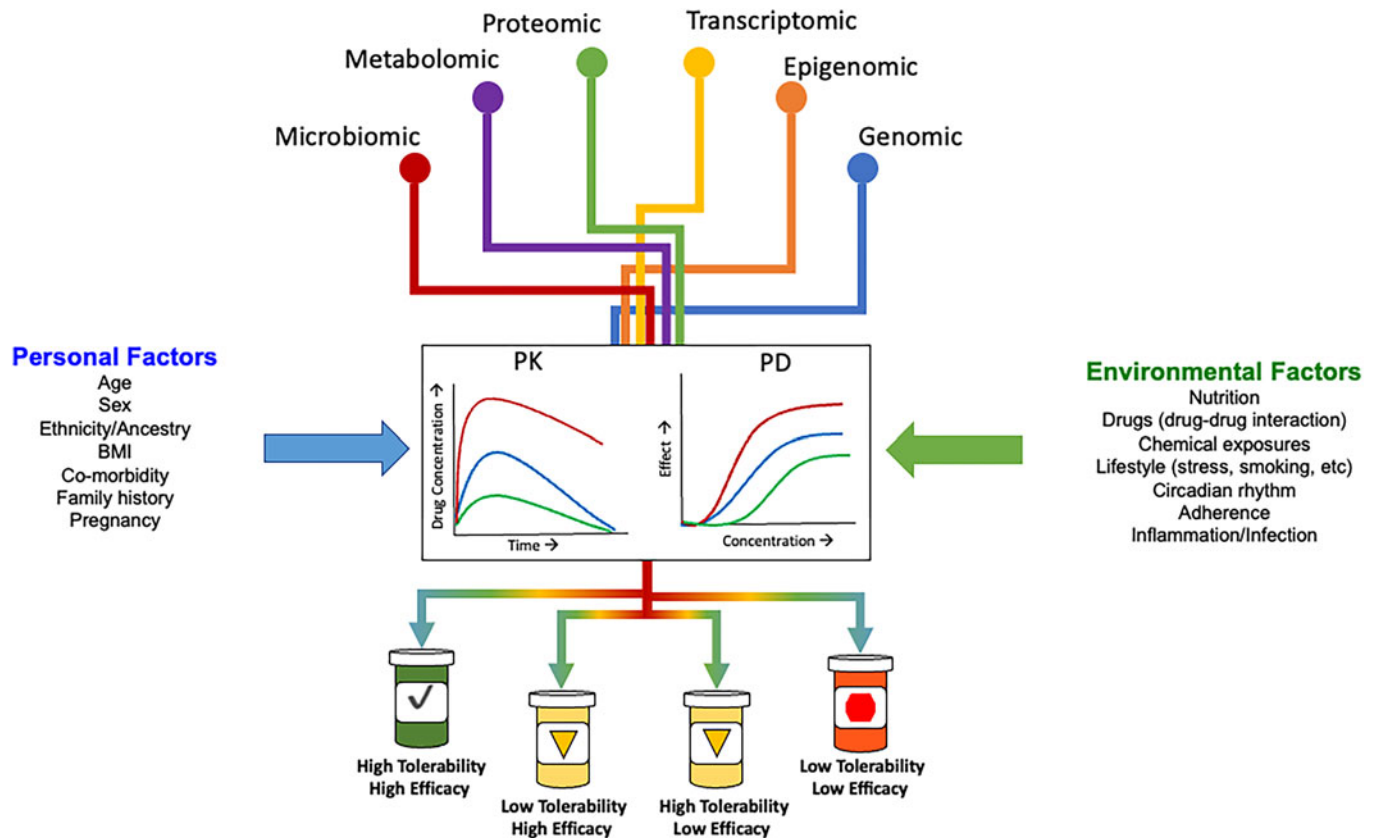 Proteomic
Transcriptomic
Metabolomic
Epigenomic
Microbiomic
Genomic
Personal Factors
Age
Sex
Ethnicity/Ancestry
BMI
Co-morbidity
Family history
Pregnancy
PK
Drug Concentration →
Time →
PD
Effect →
Concentration →
Environmental Factors
Nutrition
Drugs (drug-drug interaction)
Chemical exposures
Lifestyle (stress, smoking, etc)
Circadian rhythm
Adherence
Inflammation/Infection
High Tolerability
High Efficacy
Low Tolerability
High Efficacy
High Tolerability
Low Efficacy
Low Tolerability
Low Efficacy